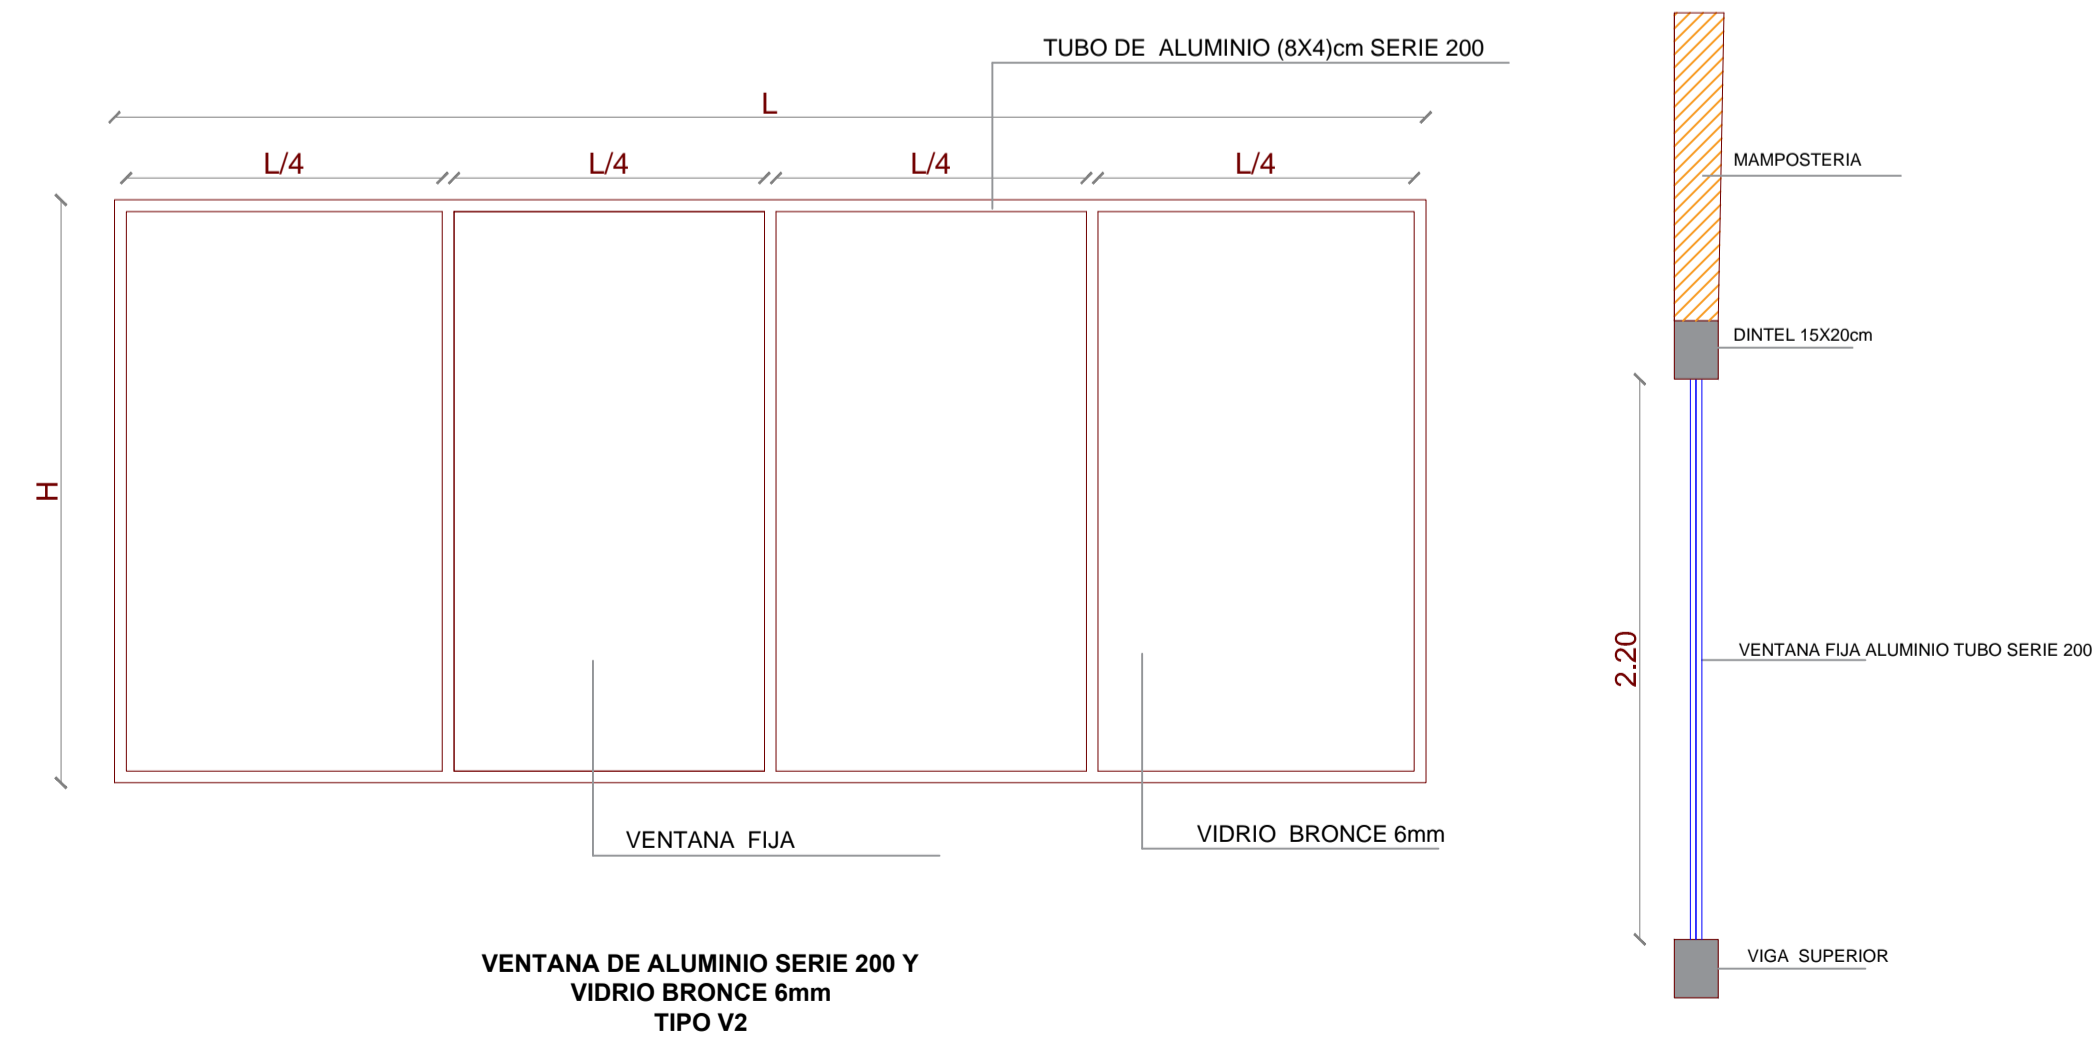 TUBO DE  ALUMINIO (8X4)cm SERIE 200
L
L/4 L/4 L/4 L/4
H
VENTANA  FIJA
VIDRIO  BRONCE 6mm
VENTANA DE ALUMINIO SERIE 200 Y
VIDRIO BRONCE 6mm
TIPO V2
MAMPOSTERIA
DINTEL 15X20cm
2.20
VENTANA FIJA ALUMINIO TUBO SERIE 200
VIGA  SUPERIOR